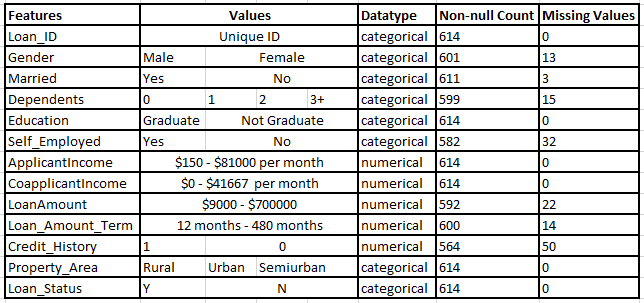 Features Values Datatype Non-null Count Missing Values
Loan_ID Unique ID categorical 614 0
Gender Male Female categorical 601 13
Married Yes No categorical 611 3
Dependents 0 1 2 3+ categorical 599 15
Education Graduate Not Graduate categorical 614 0
Self_Employed Yes No categorical 582 32
ApplicantIncome $150 - $81000 per month numerical 614 0
CoapplicantIncome $0 - $41667 per month numerical 614 0
LoanAmount $9000 - $700000 numerical 592 22
Loan_Amount_Term 12 months - 480 months numerical 600 14
Credit_History 1 0 numerical 564 50
Property_Area Rural Urban Semiurban categorical 614 0
Loan_Status Y N categorical 614 0